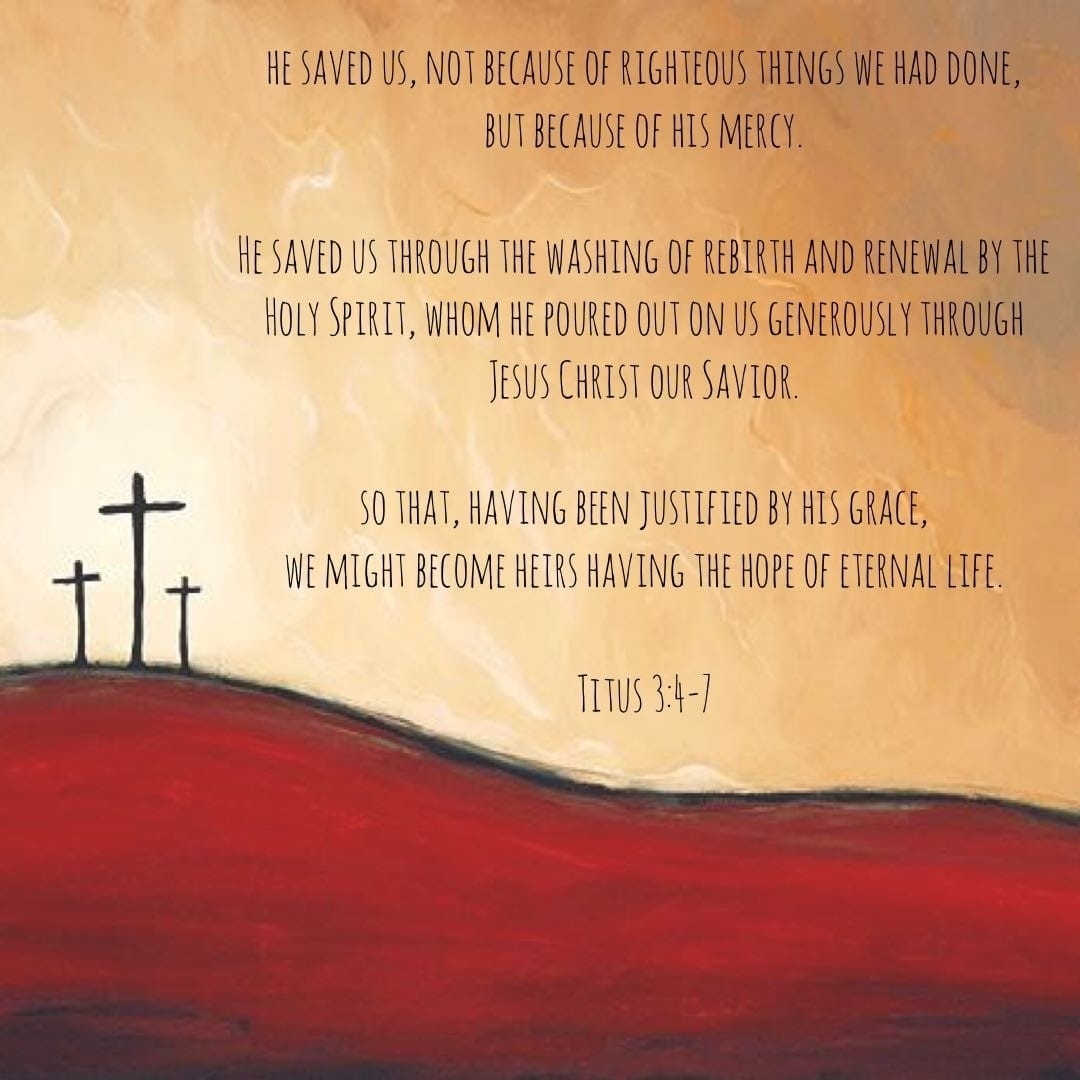 HE SAVED US, NOT BECAUSE OF RIGHTEOUS THINGS WE HAD DONE,
BUT BECAUSE OF HIS MERCY.
HE SAVED US THROUGH THE WASHING OF REBIRTH AND RENEWAL BY THE
HOLY SPIRIT, WHOM HE POURED OUT ON US GENEROUSLY THROUGH
JESUS CHRIST OUR SAVIOR.
SO THAT, HAVING BEEN JUSTIFIED BY HIS GRACE,
WE MIGHT BECOME HEIRS HAVING THE HOPE OF ETERNAL LIFE.
TITUS 3:4-7